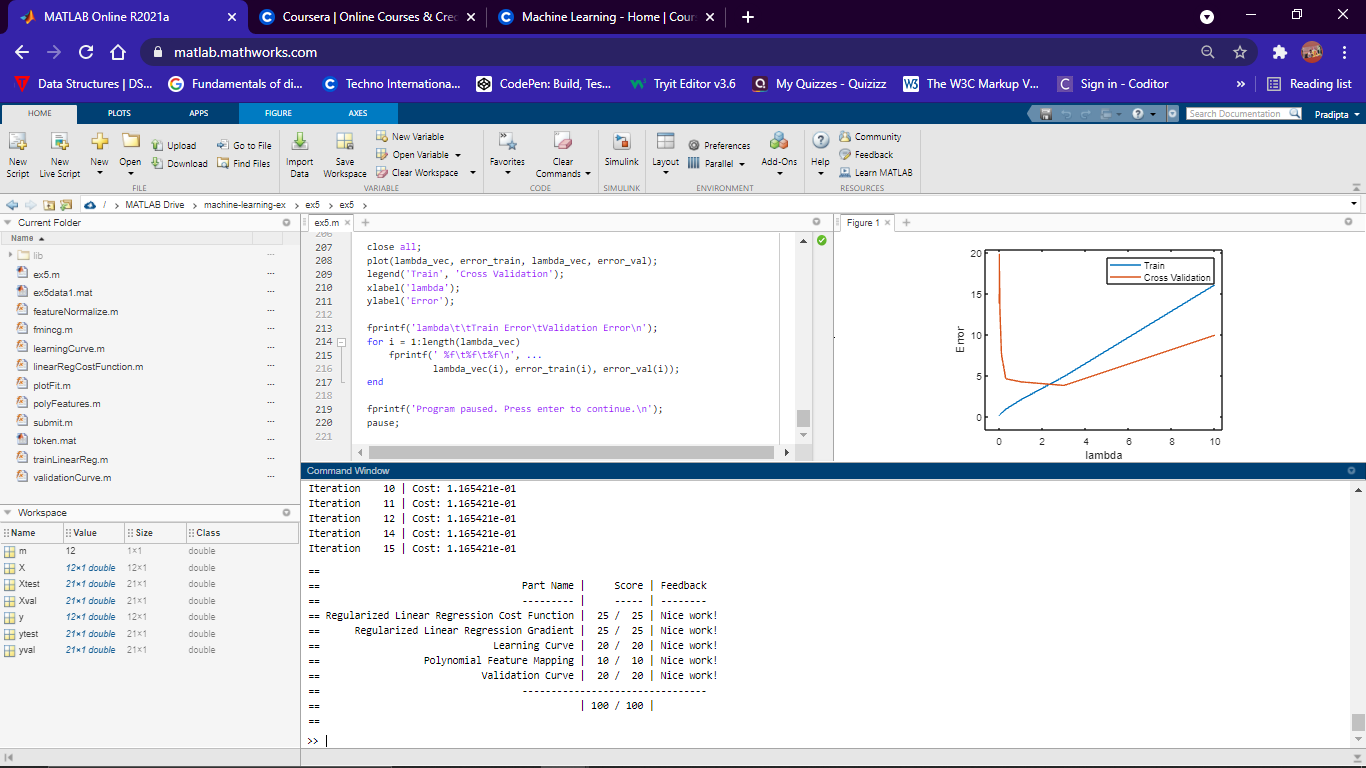 MATLAB Online R2021a
Coursera | Online Courses & Cre
Machine Learning - Home | Cour
matlab.mathworks.com
Data Structures | DS...
Fundamentals of di...
Techno Internationa...
CodePen: Build, Tes...
Tryit Editor v3.6
My Quizzes - Quizizz
The W3C Markup V...
Sign in - Coditor
»
Reading list
HOME PLOTS APPS FIGURE AXES
Search Documentation
Pradipta
New Script
New Live Script
New
Open
Upload
Download
Go to File
Find Files
FILE
Import Data
Save Workspace
New Variable
Open Variable
Clear Workspace
VARIABLE
Favorites
Clear Commands
CODE
Simulink
SIMULINK
Layout
Preferences
Parallel
Add-Ons
ENVIRONMENT
Help
Community
Feedback
Learn MATLAB
RESOURCES
/ > MATLAB Drive > machine-learning-ex > ex5 > ex5 >
Current Folder
Name
lib
ex5.m
ex5data1.mat
featureNormalize.m
fmincg.m
learningCurve.m
linearRegCostFunction.m
plotFit.m
polyFeatures.m
submit.m
token.mat
trainLinearReg.m
validationCurve.m
Workspace
Name Value Size Class
m 12 1×1 double
X 12×1 double 12×1 double
Xtest 21×1 double 21×1 double
Xval 21×1 double 21×1 double
y 12×1 double 12×1 double
ytest 21×1 double 21×1 double
yval 21×1 double 21×1 double
ex5.m
206
207 close all;
208 plot(lambda_vec, error_train, lambda_vec, error_val);
209 legend('Train', 'Cross Validation');
210 xlabel('lambda');
211 ylabel('Error');
212
213 fprintf('lambda\t\tTrain Error\tValidation Error\n');
214 for i = 1:length(lambda_vec)
215 fprintf(' %f\t%f\t%f\n', ...
216 lambda_vec(i), error_train(i), error_val(i));
217 end
218
219 fprintf('Program paused. Press enter to continue.\n');
220 pause;
221
Figure 1
Train
Cross Validation
20
15
10
5
0
Error
0 2 4 6 8 10
lambda
Command Window
Iteration 10 | Cost: 1.165421e-01
Iteration 11 | Cost: 1.165421e-01
Iteration 12 | Cost: 1.165421e-01
Iteration 14 | Cost: 1.165421e-01
Iteration 15 | Cost: 1.165421e-01
==
== Part Name | Score | Feedback
== --------- | ----- | --------
== Regularized Linear Regression Cost Function | 25 / 25 | Nice work!
== Regularized Linear Regression Gradient | 25 / 25 | Nice work!
== Learning Curve | 20 / 20 | Nice work!
== Polynomial Feature Mapping | 10 / 10 | Nice work!
== Validation Curve | 20 / 20 | Nice work!
== --------------------------------
== | 100 / 100 |
==
>>